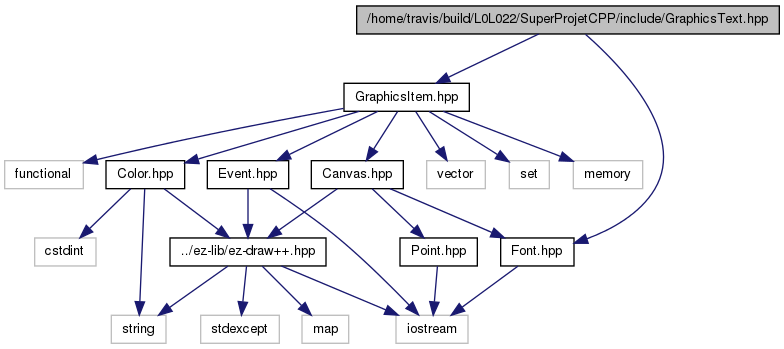 /home/travis/build/L0L022/SuperProjetCPP/include/GraphicsText.hpp
GraphicsItem.hpp
functional
Color.hpp
Event.hpp
Canvas.hpp
vector
set
memory
cstdint
../ez-lib/ez-draw++.hpp
Point.hpp
Font.hpp
string
stdexcept
map
iostream